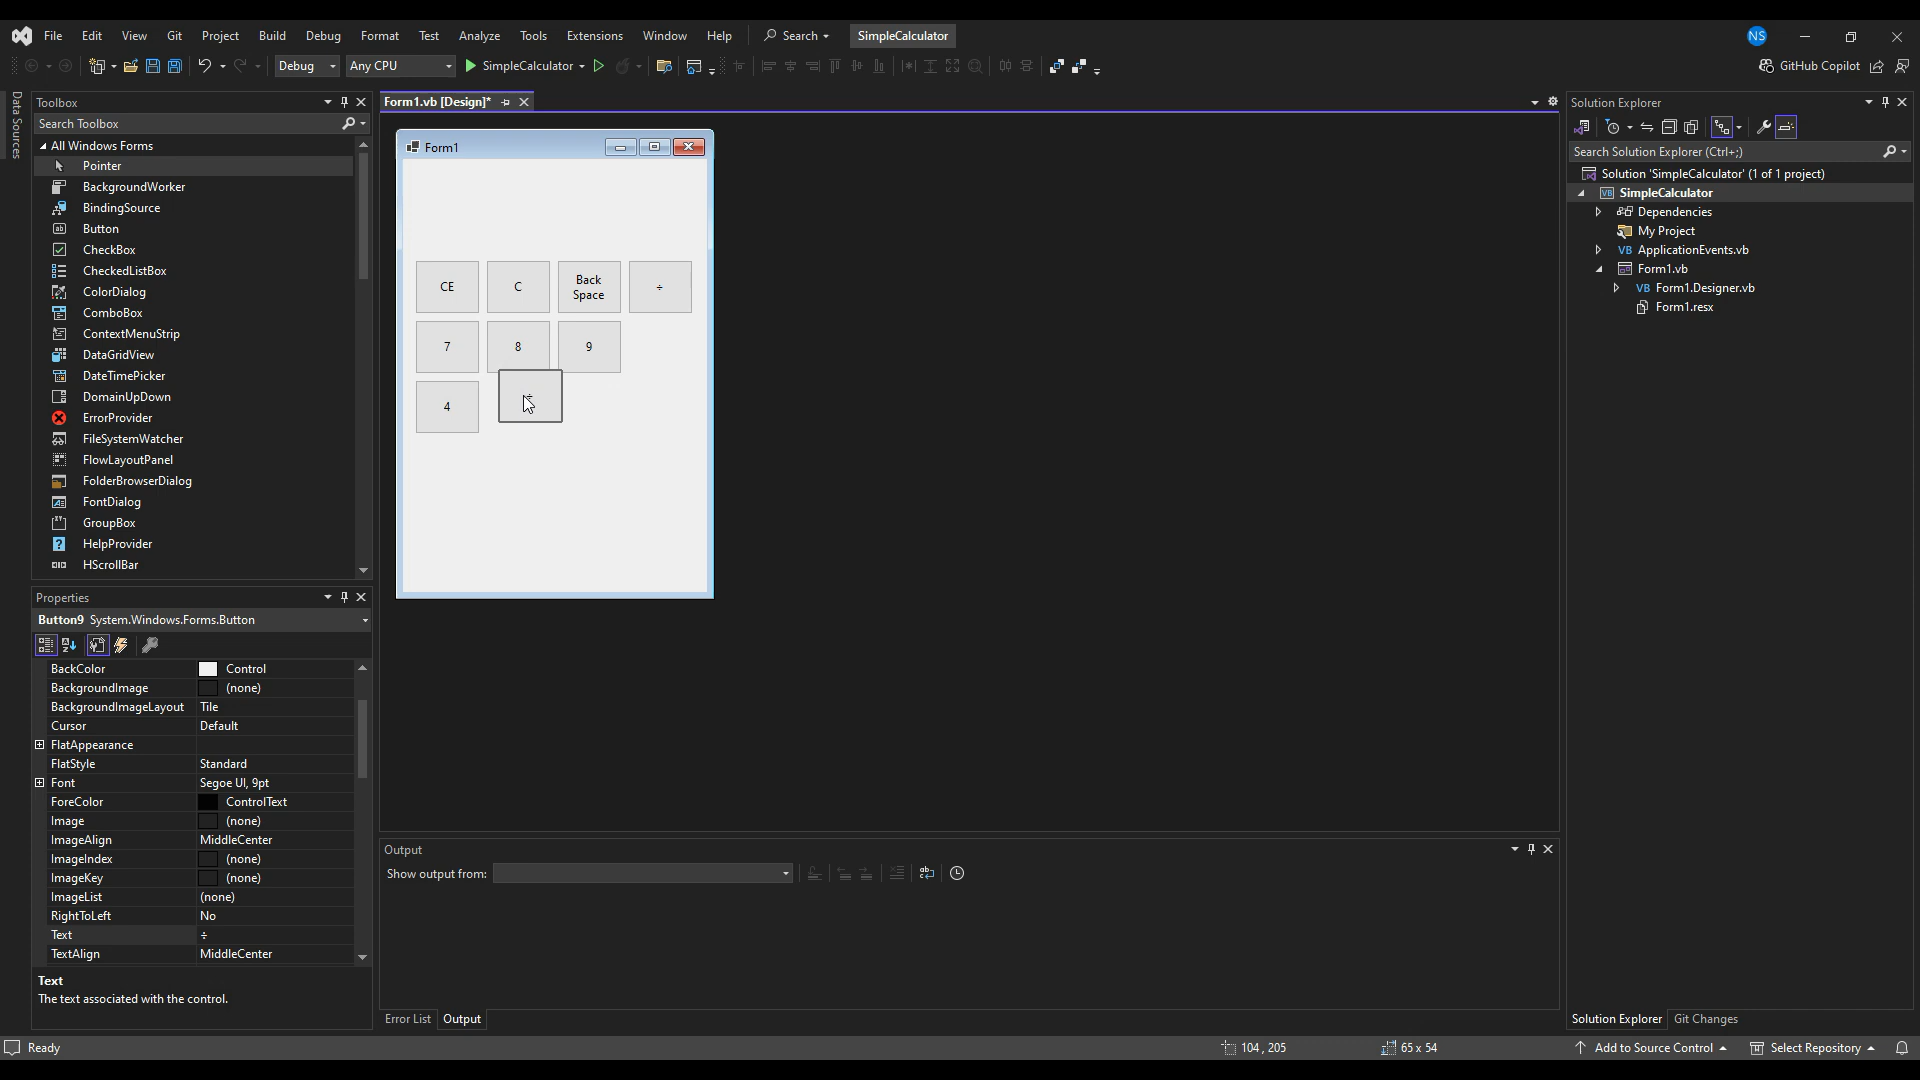 File Edit View Git Project Build Debug Format Test Analyze Tools Extensions Window Help Search SimpleCalculator NS
Debug Any CPU SimpleCalculator GitHub Copilot
Data Sources
Toolbox
Search Toolbox
All Windows Forms
Pointer
BackgroundWorker
BindingSource
Button
CheckBox
CheckedListBox
ColorDialog
ComboBox
ContextMenuStrip
DataGridView
DateTimePicker
DomainUpDown
ErrorProvider
FileSystemWatcher
FlowLayoutPanel
FolderBrowserDialog
FontDialog
GroupBox
HelpProvider
HScrollBar
Properties
Button9 System.Windows.Forms.Button
BackColor Control
BackgroundImage (none)
BackgroundImageLayout Tile
Cursor Default
FlatAppearance
FlatStyle Standard
Font Segoe UI, 9pt
ForeColor ControlText
Image (none)
ImageAlign MiddleCenter
ImageIndex (none)
ImageKey (none)
ImageList (none)
RightToLeft No
Text ÷
TextAlign MiddleCenter
Text
The text associated with the control.
Form1.vb [Design]*
Form1
CE C Back Space ÷
7 8 9
4
Output
Show output from:
Error List Output
Solution Explorer
Search Solution Explorer (Ctrl+;)
Solution 'SimpleCalculator' (1 of 1 project)
SimpleCalculator
Dependencies
My Project
ApplicationEvents.vb
Form1.vb
Form1.Designer.vb
Form1.resx
Solution Explorer Git Changes
Ready 104 , 205 65 x 54 Add to Source Control Select Repository